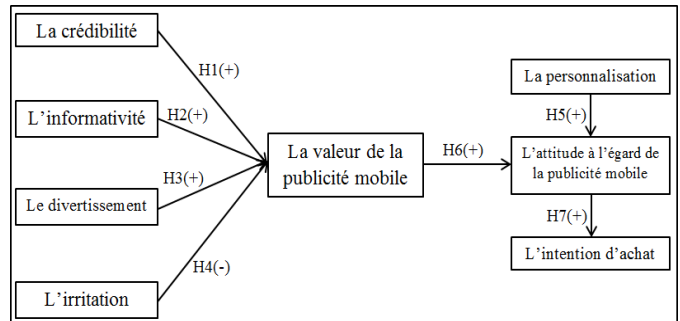 La crédibilité
H1(+)
L'informativité
H2(+)
H3(+)
Le divertissement
H4(-)
L'irritation
La valeur de la
publicité mobile
H6(+)
La personnalisation
H5(+)
L'attitude à l'égard de
la publicité mobile
H7(+)
L'intention d'achat